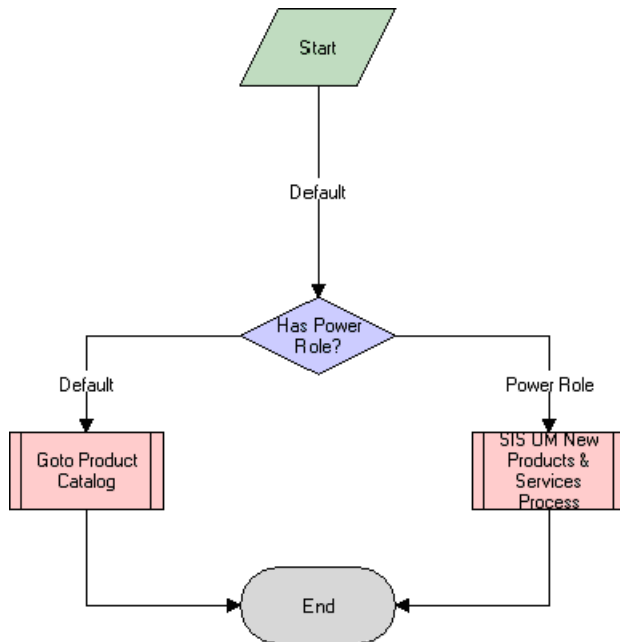 Start
Default
Has Power
Role?
Default
Power Role
Goto Product
Catalog
SIS OM New
Products &
Services
Process
End